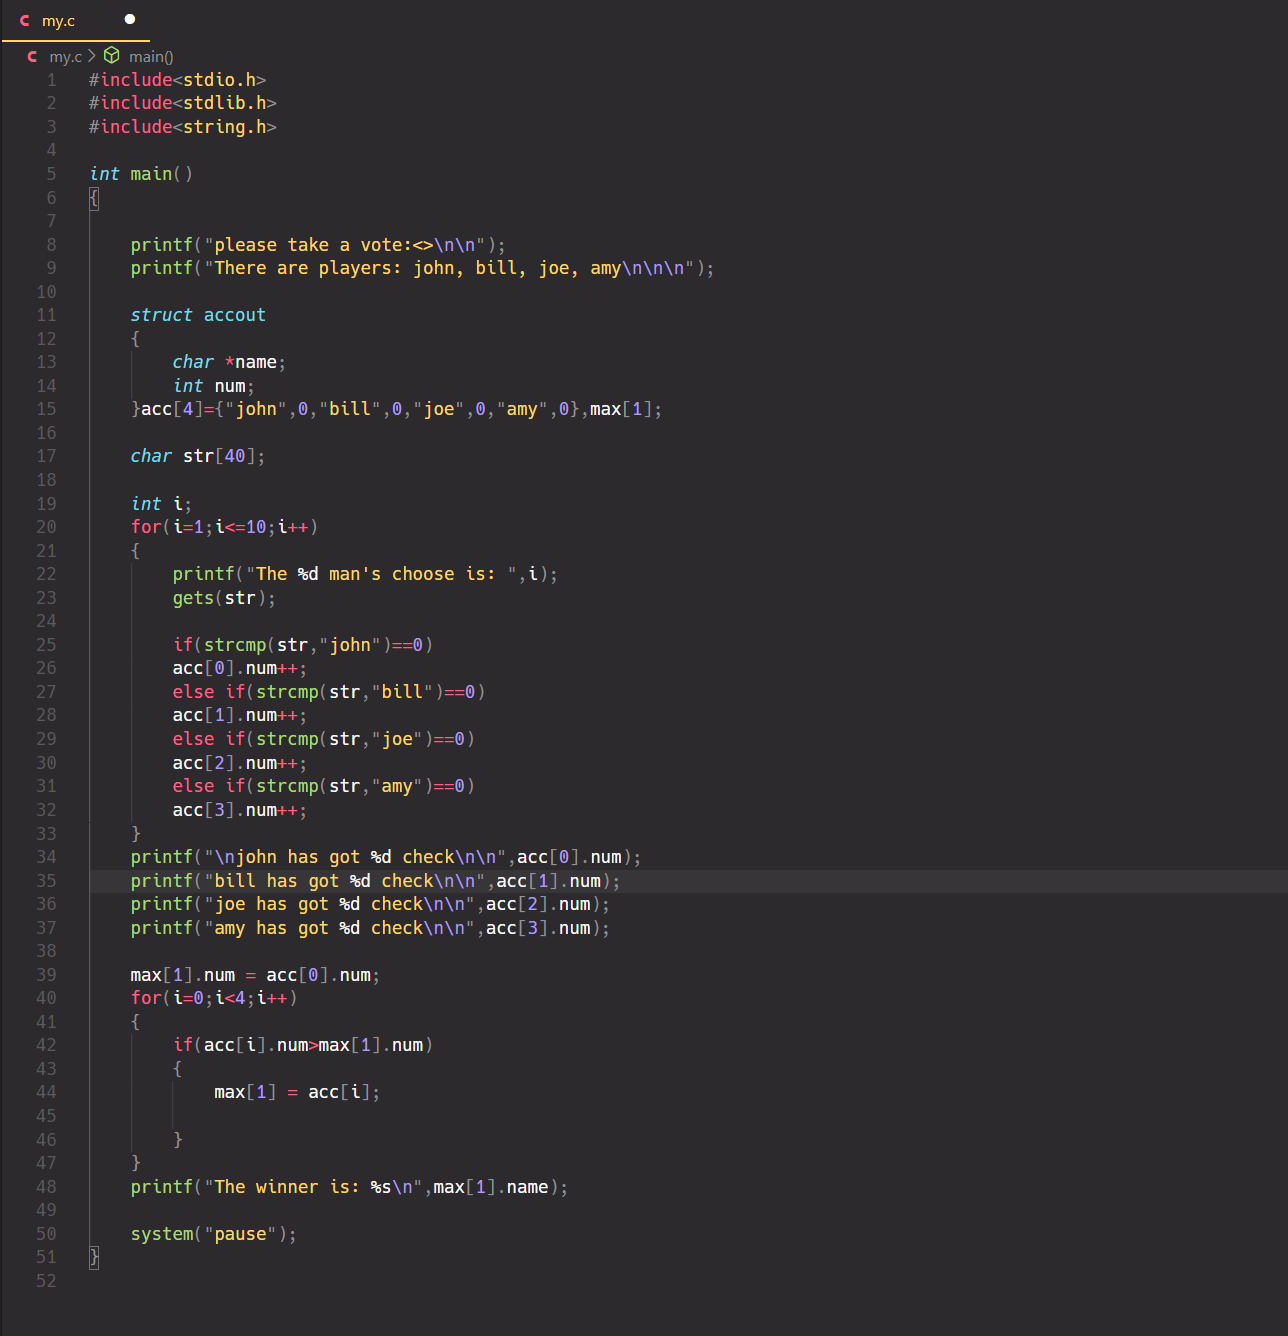 C my.c ●
C my.c > main()
1 #include<stdio.h>
2 #include<stdlib.h>
3 #include<string.h>
4
5 int main()
6 {
7
8     printf("please take a vote:<>\n\n");
9     printf("There are players: john, bill, joe, amy\n\n\n");
10
11     struct accout
12     {
13         char *name;
14         int num;
15     }acc[4]={"john",0,"bill",0,"joe",0,"amy",0},max[1];
16
17     char str[40];
18
19     int i;
20     for(i=1;i<=10;i++)
21     {
22         printf("The %d man's choose is: ",i);
23         gets(str);
24
25         if(strcmp(str,"john")==0)
26         acc[0].num++;
27         else if(strcmp(str,"bill")==0)
28         acc[1].num++;
29         else if(strcmp(str,"joe")==0)
30         acc[2].num++;
31         else if(strcmp(str,"amy")==0)
32         acc[3].num++;
33     }
34     printf("\njohn has got %d check\n\n",acc[0].num);
35     printf("bill has got %d check\n\n",acc[1].num);
36     printf("joe has got %d check\n\n",acc[2].num);
37     printf("amy has got %d check\n\n",acc[3].num);
38
39     max[1].num = acc[0].num;
40     for(i=0;i<4;i++)
41     {
42         if(acc[i].num>max[1].num)
43         {
44             max[1] = acc[i];
45
46         }
47     }
48     printf("The winner is: %s\n",max[1].name);
49
50     system("pause");
51 }
52